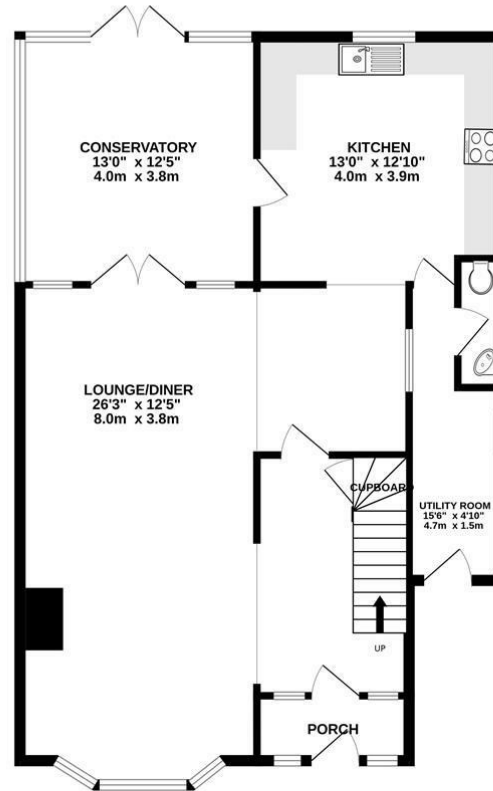 CONSERVATORY
13'0" x 12'5"
4.0m x 3.8m
KITCHEN
13'0" x 12'10"
4.0m x 3.9m
LOUNGE/DINER
26'3" x 12'5"
8.0m x 3.8m
CUPBOARD
UTILITY ROOM
15'6" x 4'10"
4.7m x 1.5m
UP
PORCH